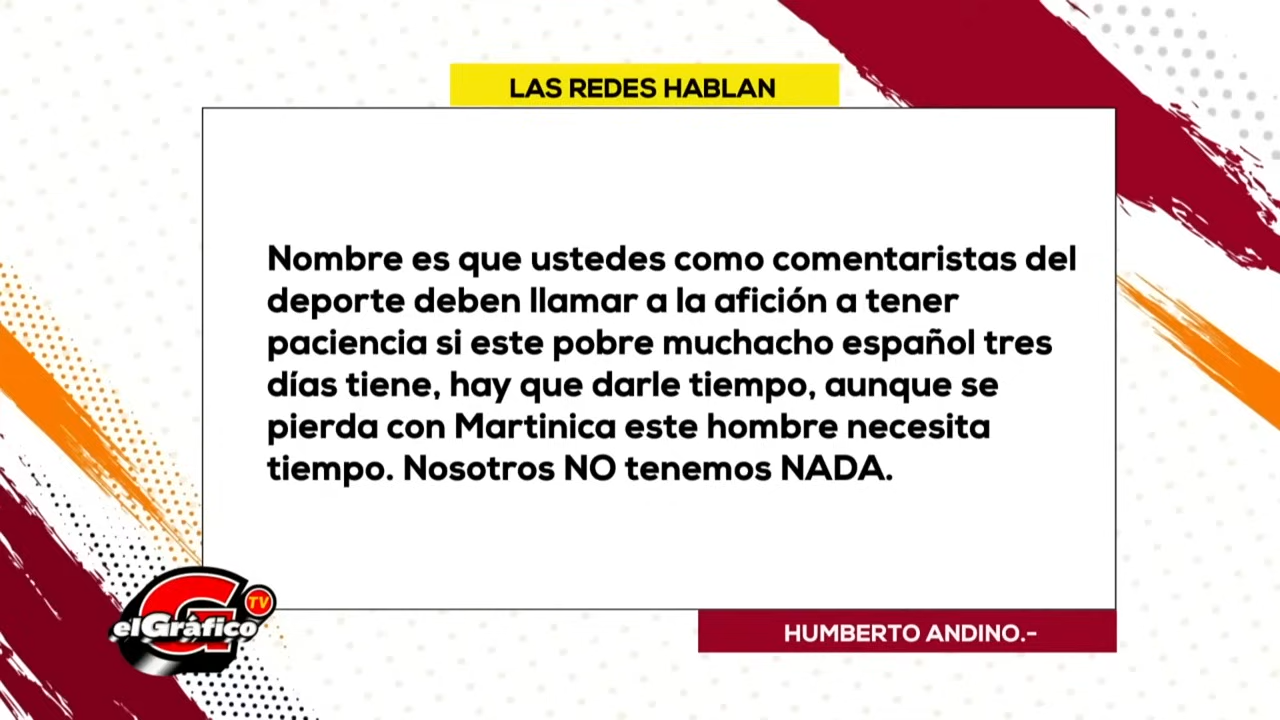 LAS REDES HABLAN
Nombre es que ustedes como comentaristas del
deporte deben llamar a la afición a tener
paciencia si este pobre muchacho español tres
días tiene, hay que darle tiempo, aunque se
pierda con Martinica este hombre necesita
tiempo. Nosotros NO tenemos NADA.
HUMBERTO ANDINO.-
G TV
elGráfico